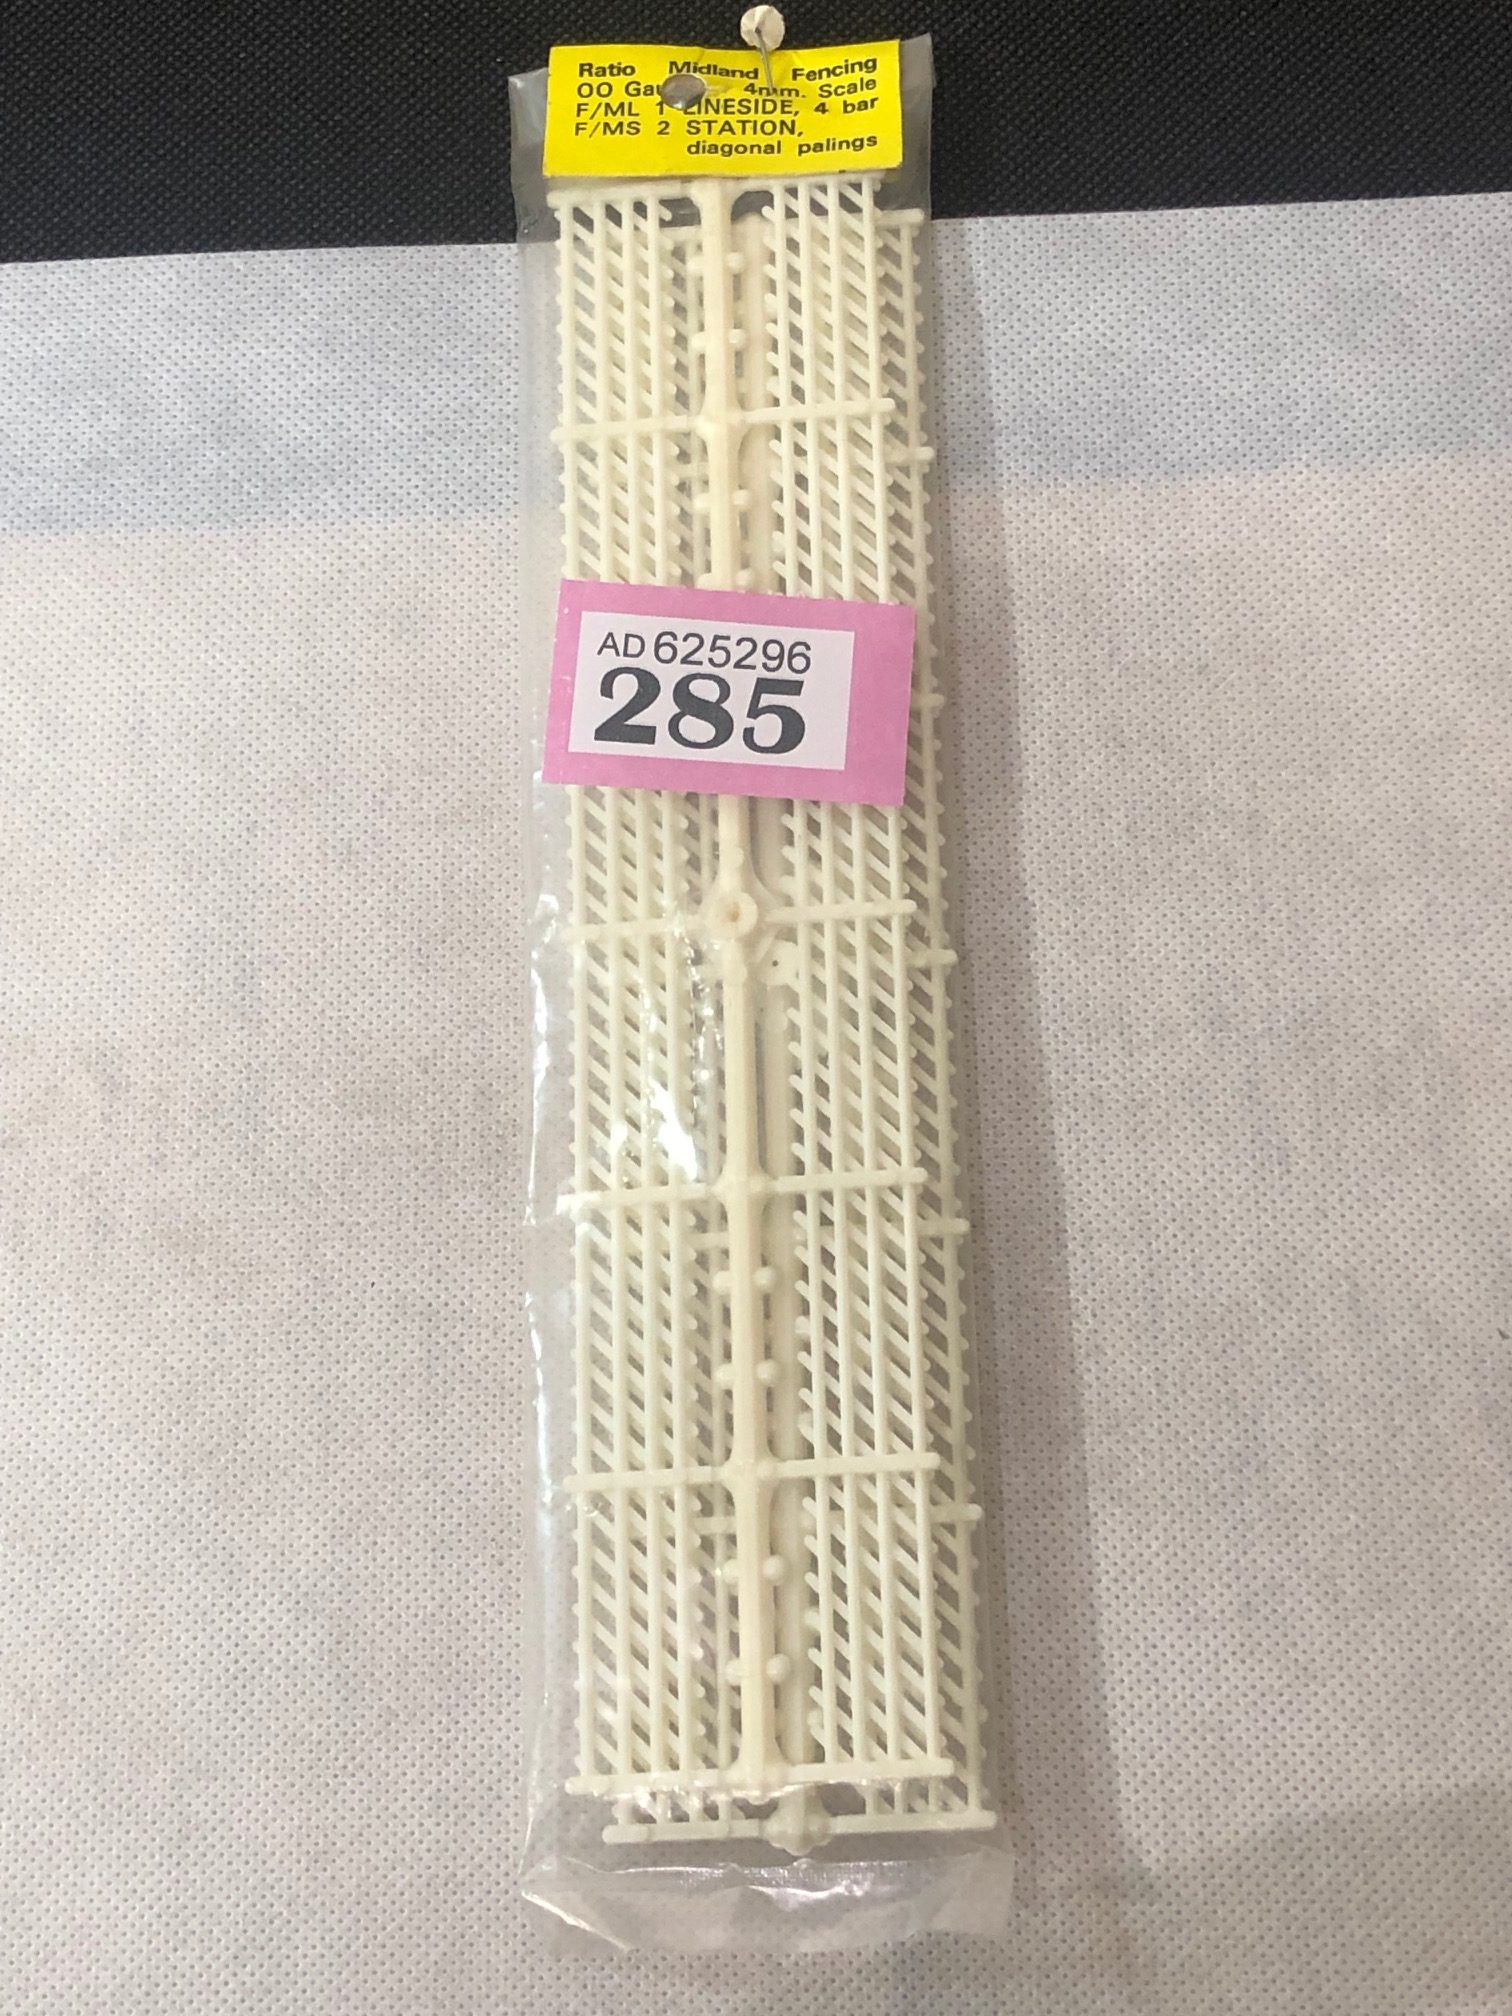 Ratio Midland Fencing
OO 4mm. Scale
F/ML 1 LINESIDE, 4 bar
F/MS 2 STATION,
diagonal palings
AD 625296
285